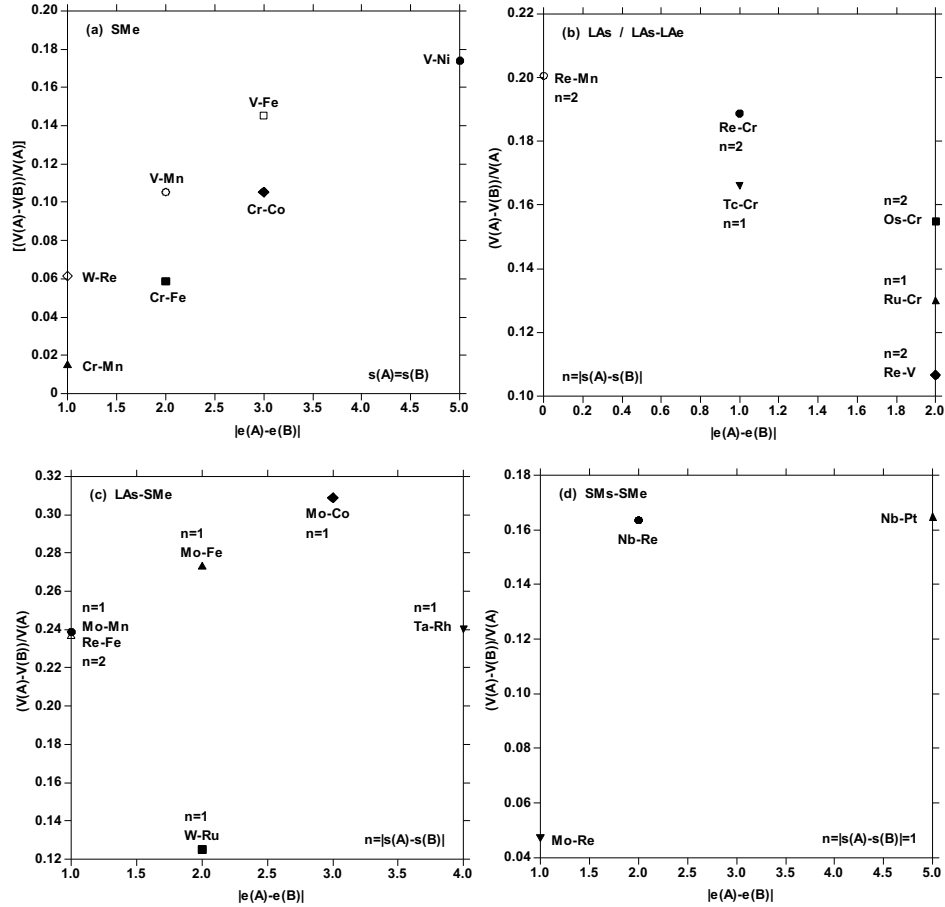 (a) SMe
[(V(A)-V(B))/V(A)]
0.20
0.18
0.16
0.14
0.12
0.10
0.08
0.06
0.04
0.02
0
V-Ni
V-Fe
V-Mn
Cr-Co
W-Re
Cr-Fe
Cr-Mn
s(A)=s(B)
1.0 1.5 2.0 2.5 3.0 3.5 4.0 4.5 5.0
|e(A)-e(B)|
(b) LAs / LAs-LAe
(V(A)-V(B))/V(A)
0.22
0.20
0.18
0.16
0.14
0.12
0.10
Re-Mn
n=2
Re-Cr
n=2
Tc-Cr
n=1
n=2
Os-Cr
n=1
Ru-Cr
n=2
Re-V
n=|s(A)-s(B)|
0 0.2 0.4 0.6 0.8 1.0 1.2 1.4 1.6 1.8 2.0
|e(A)-e(B)|
(c) LAs-SMe
(V(A)-V(B))/V(A)
0.32
0.30
0.28
0.26
0.24
0.22
0.20
0.18
0.16
0.14
0.12
Mo-Co
n=1
n=1
Mo-Fe
n=1
Mo-Mn
Re-Fe
n=2
n=1
Ta-Rh
n=1
W-Ru
n=|s(A)-s(B)|
1.0 1.5 2.0 2.5 3.0 3.5 4.0
|e(A)-e(B)|
(d) SMs-SMe
(V(A)-V(B))/V(A)
0.18
0.16
0.14
0.12
0.10
0.08
0.06
0.04
Nb-Re
Nb-Pt
Mo-Re
n=|s(A)-s(B)|=1
1.0 1.5 2.0 2.5 3.0 3.5 4.0 4.5 5.0
|e(A)-e(B)|